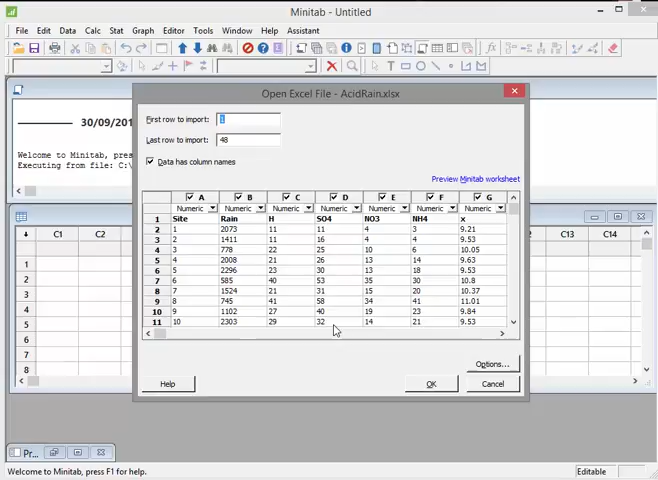 Minitab - Untitled
File Edit Data Calc Stat Graph Editor Tools Window Help Assistant
30/09/201
Welcome to Minitab, pres
Executing from file: C:\
Open Excel File - AcidRain.xlsx
First row to import: 1
Last row to import: 48
Data has column names
Preview Minitab worksheet
A B C D E F G
Numeric Numeric Numeric Numeric Numeric Numeric Numeric
1 Site Rain H SO4 NO3 NH4 x
2 1 2073 11 11 4 3 9.21
3 2 1411 11 16 4 4 9.53
4 3 778 22 25 10 6 10.05
5 4 2008 21 26 13 14 9.63
6 5 2296 23 30 13 18 9.53
7 6 585 40 53 35 30 10.8
8 7 1524 21 31 15 20 10.37
9 8 745 41 58 34 41 11.01
10 9 1102 27 40 19 23 9.84
11 10 2303 29 32 14 21 9.53
Options...
Help OK Cancel
C1 C2 C13 C14
1
2
3
4
5
6
7
8
Pr...
Welcome to Minitab, press F1 for help.
Editable